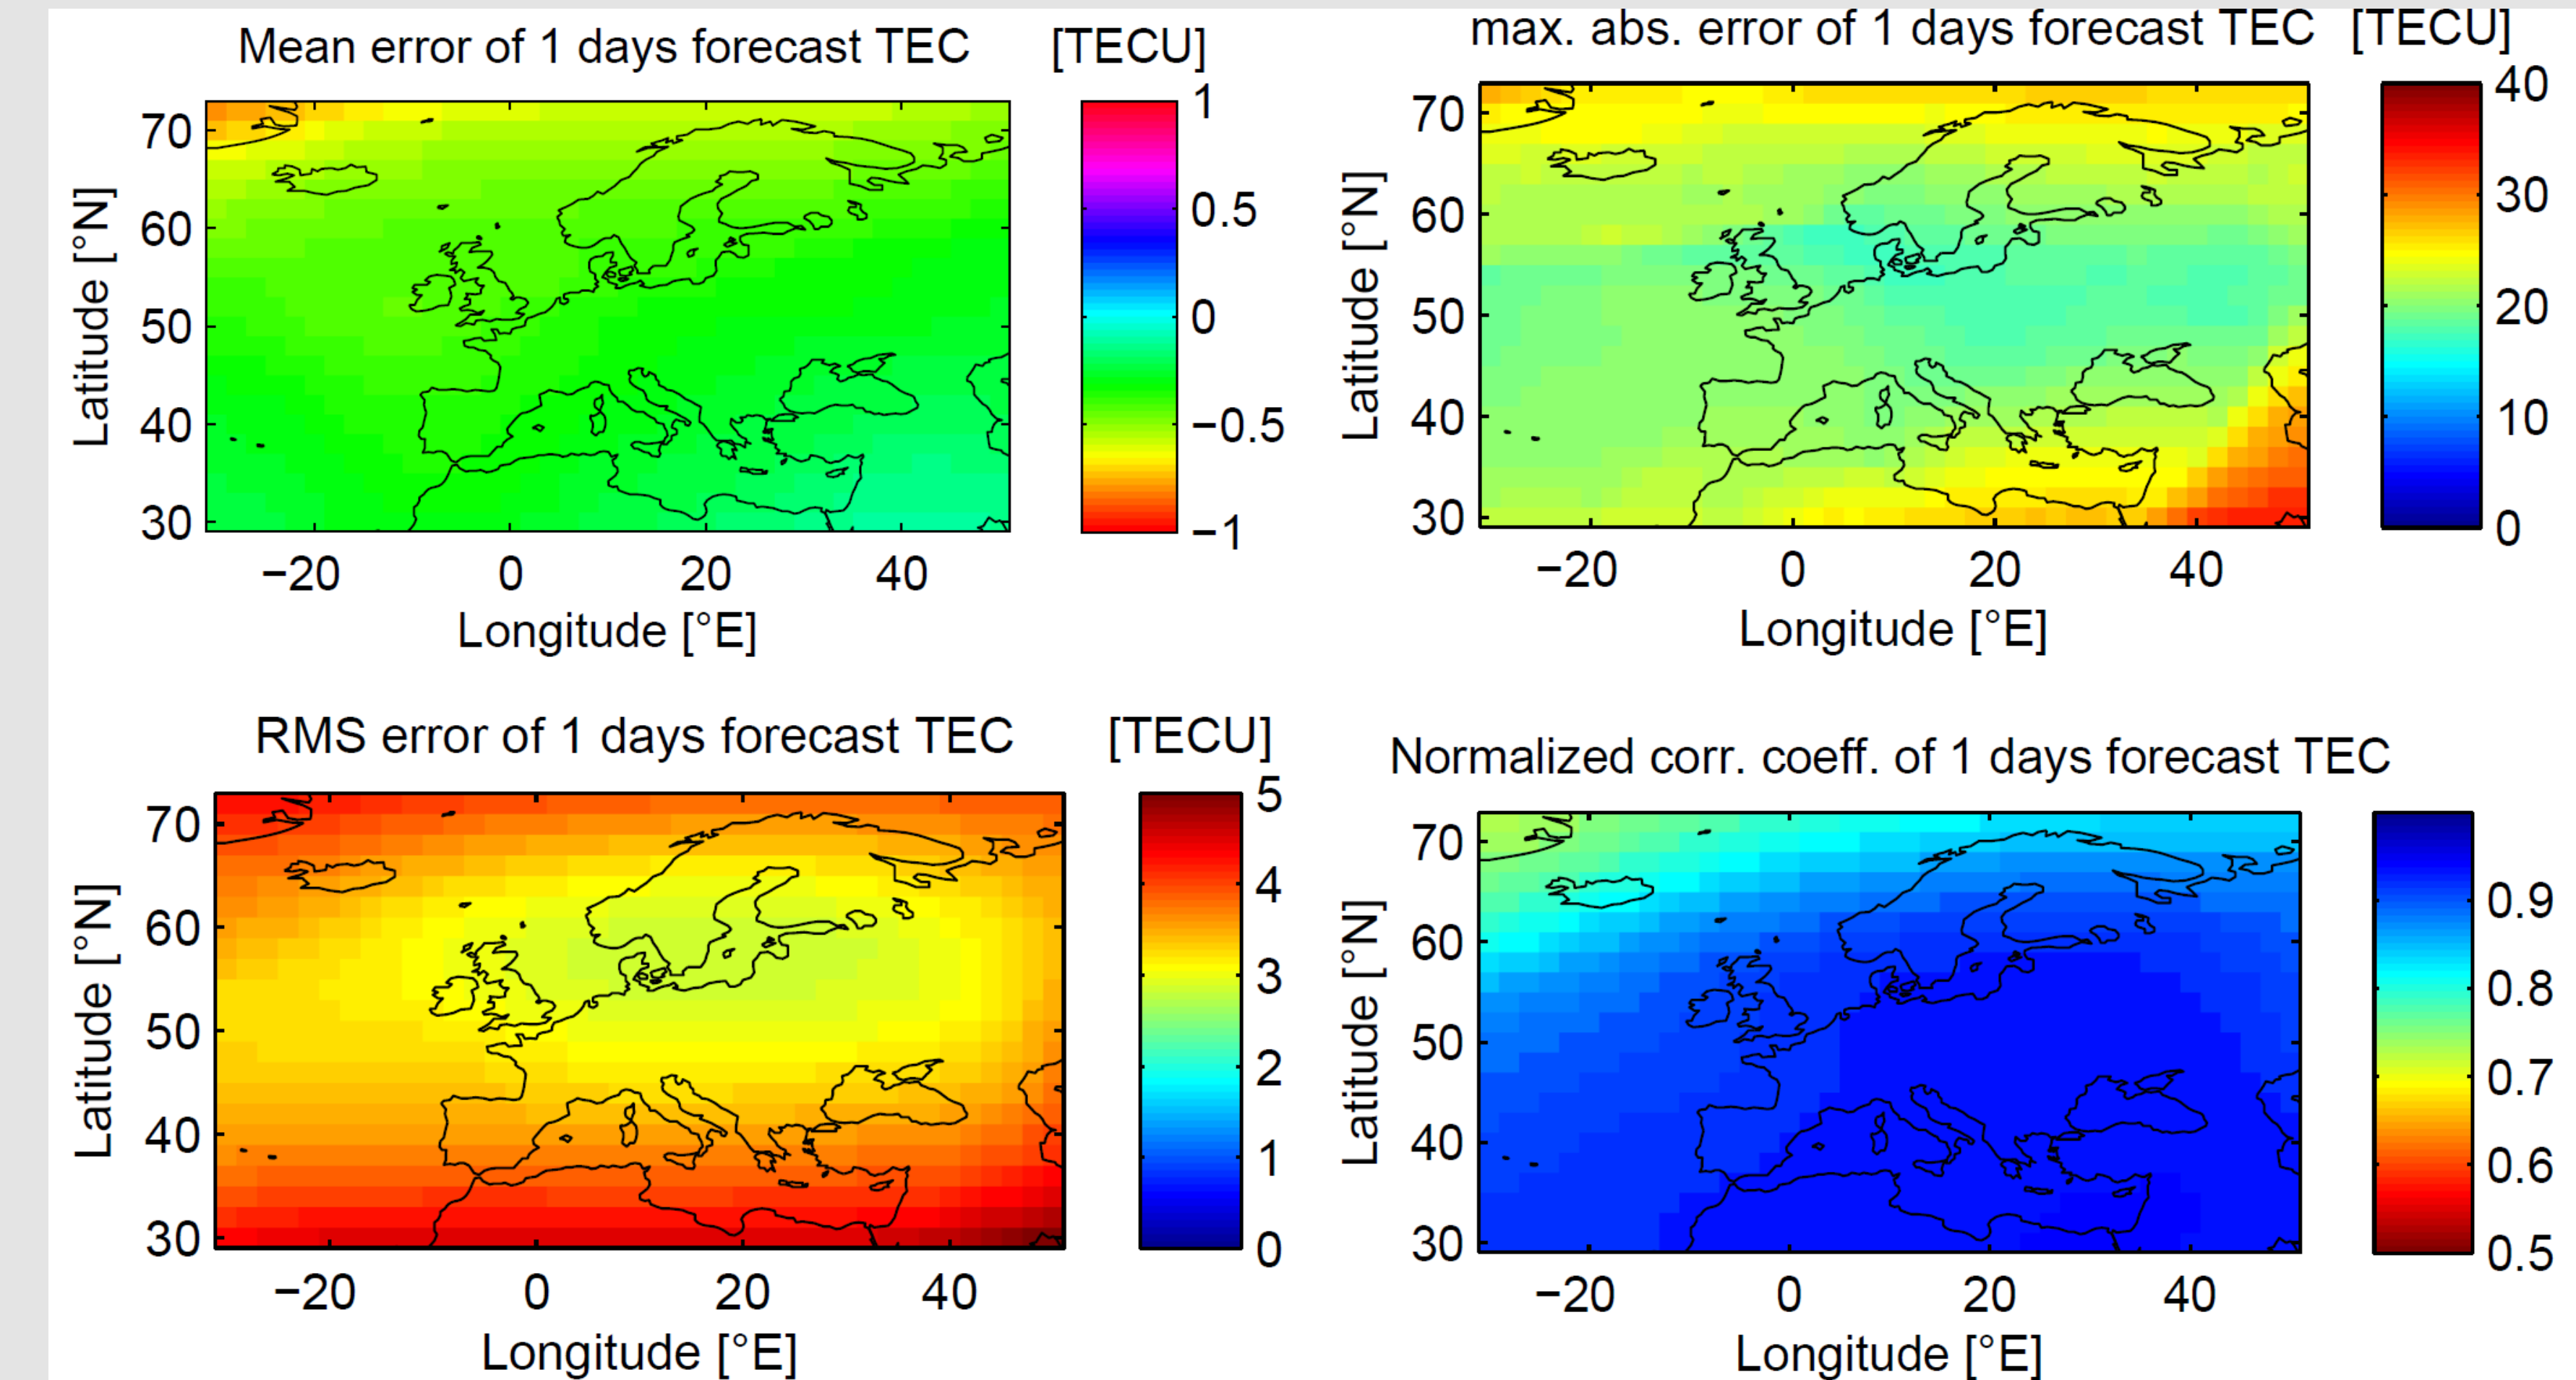 Mean error of 1 days forecast TEC [TECU]
70
60
50
40
30
Latitude [°N]
−20 0 20 40
Longitude [°E]
1
0.5
0
−0.5
−1
max. abs. error of 1 days forecast TEC [TECU]
70
60
50
40
30
Latitude [°N]
−20 0 20 40
Longitude [°E]
40
30
20
10
0
RMS error of 1 days forecast TEC [TECU]
70
60
50
40
30
Latitude [°N]
−20 0 20 40
Longitude [°E]
5
4
3
2
1
0
Normalized corr. coeff. of 1 days forecast TEC
70
60
50
40
30
Latitude [°N]
−20 0 20 40
Longitude [°E]
0.9
0.8
0.7
0.6
0.5